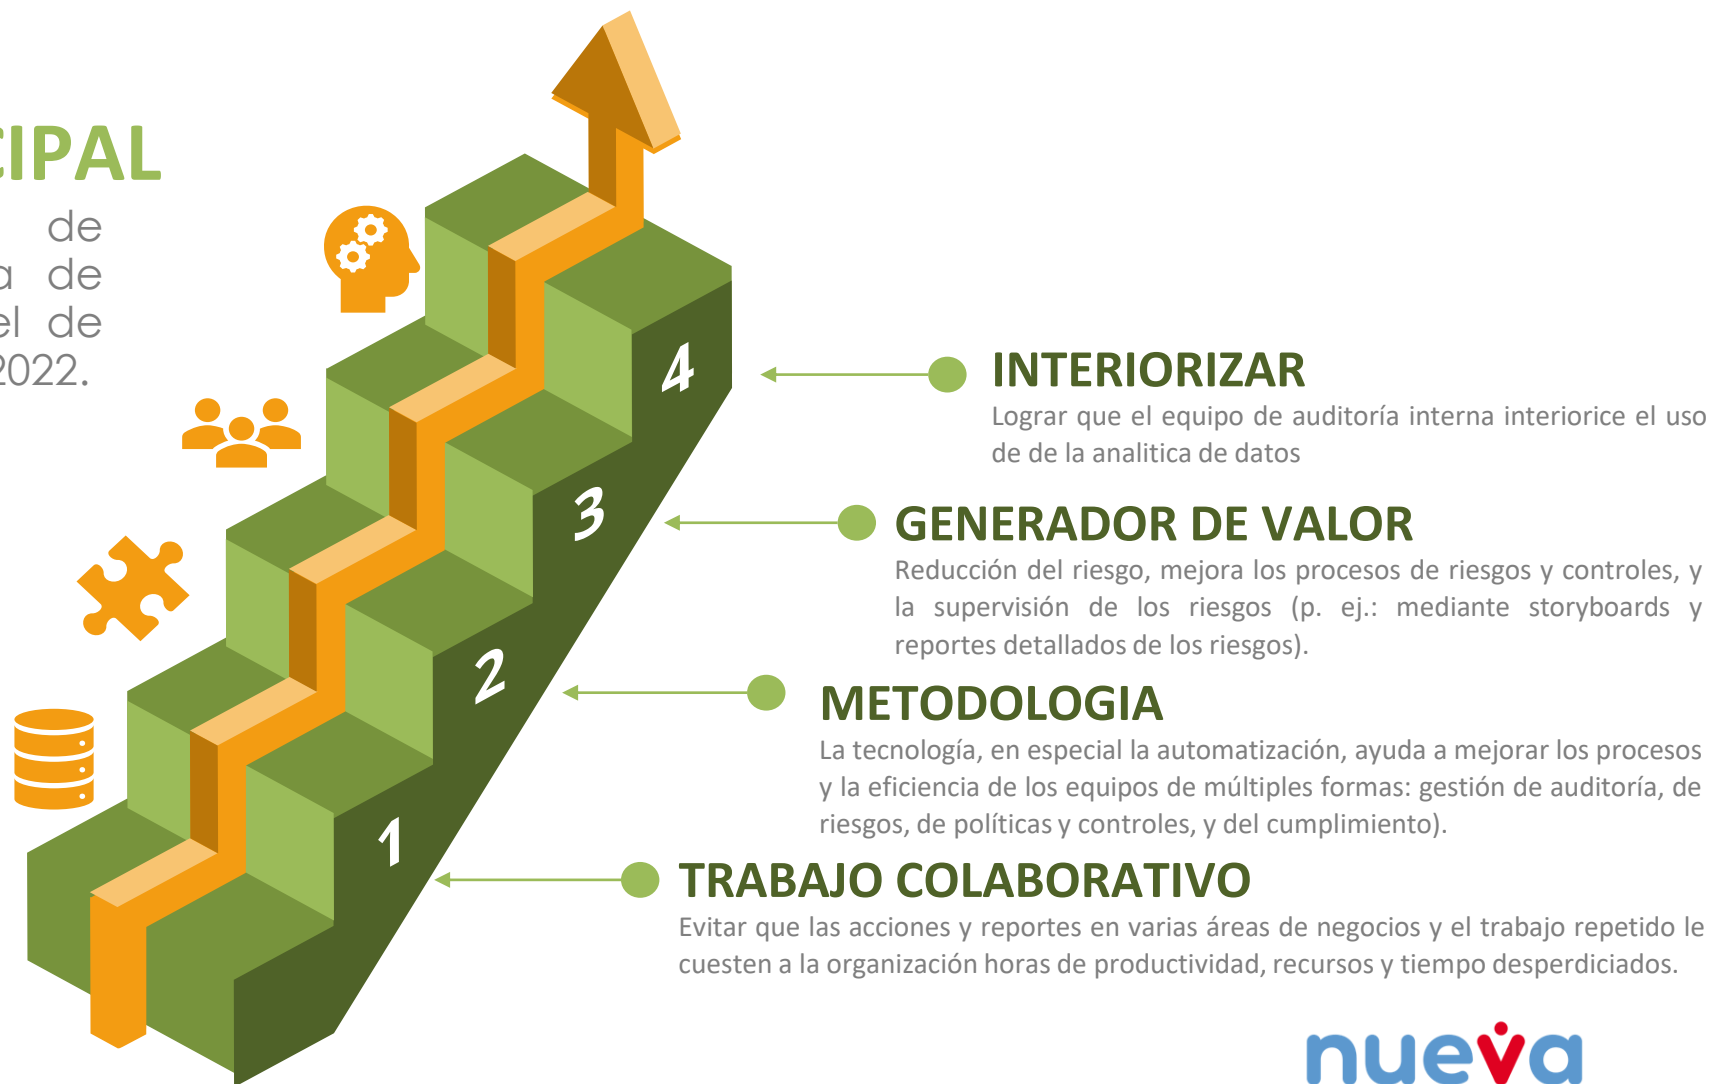 CIPAL
de
a de
el de
2022.
4
INTERIORIZAR
Lograr que el equipo de auditoría interna interiorice el uso
de de la analitica de datos
3
GENERADOR DE VALOR
Reducción del riesgo, mejora los procesos de riesgos y controles, y
la supervisión de los riesgos (p. ej.: mediante storyboards y
reportes detallados de los riesgos).
2
METODOLOGIA
La tecnología, en especial la automatización, ayuda a mejorar los procesos
y la eficiencia de los equipos de múltiples formas: gestión de auditoría, de
riesgos, de políticas y controles, y del cumplimiento).
1
TRABAJO COLABORATIVO
Evitar que las acciones y reportes en varias áreas de negocios y el trabajo repetido le
cuesten a la organización horas de productividad, recursos y tiempo desperdiciados.
nueva